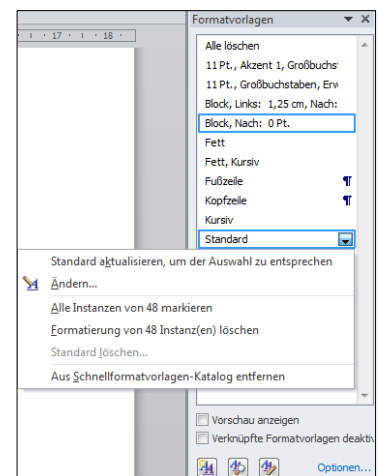 Formatvorlagen
17 · 18
Alle löschen
11 Pt., Akzent 1, Großbuchs
11 Pt., Großbuchstaben, Erw
Block, Links: 1,25 cm, Nach:
Block, Nach: 0 Pt.
Fett
Fett, Kursiv
Fußzeile ¶
Kopfzeile ¶
Kursiv
Standard
Standard aktualisieren, um der Auswahl zu entsprechen
Ändern...
Alle Instanzen von 48 markieren
Formatierung von 48 Instanz(en) löschen
Standard löschen...
Aus Schnellformatvorlagen-Katalog entfernen
Vorschau anzeigen
Verknüpfte Formatvorlagen deaktiv
Optionen...